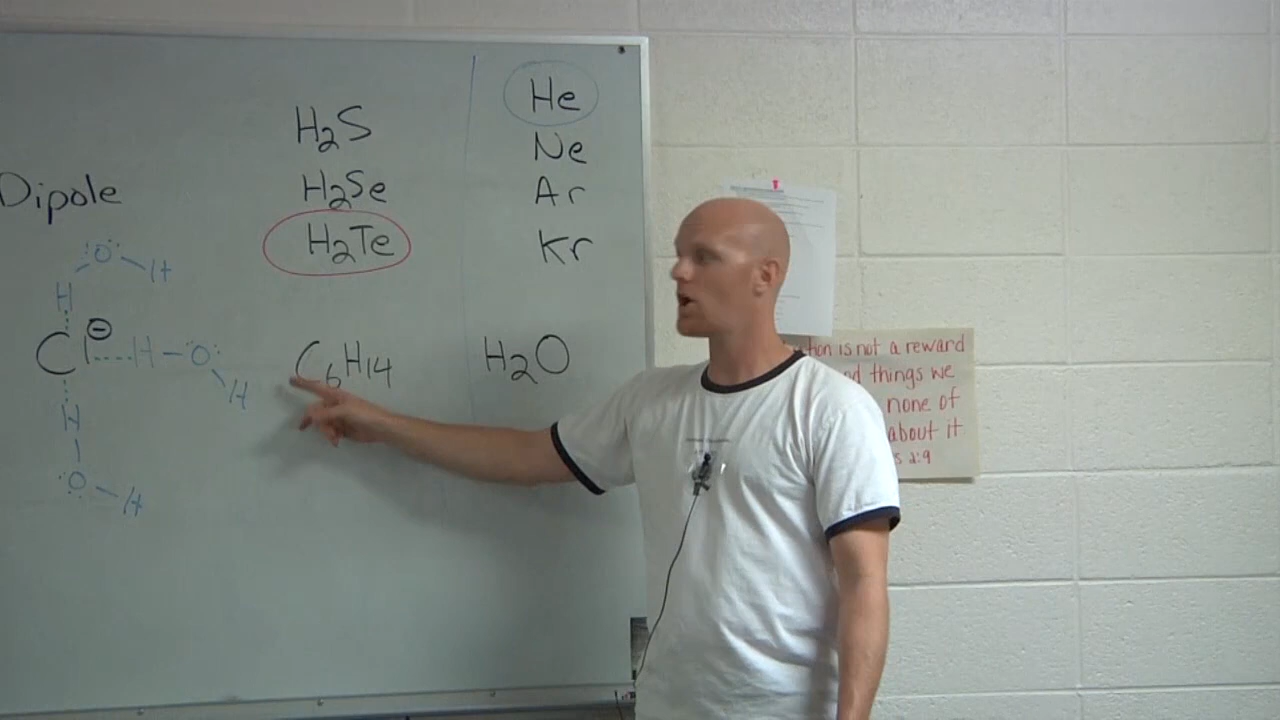 Dipole
:O: H
H
Cl⊖ H–O: H
H
:O: H
H₂S
H₂Se
H₂Te
C₆H14
He
Ne
Ar
Kr
H₂O
tion is not a reward
d things we
none of
about it
s 2:9